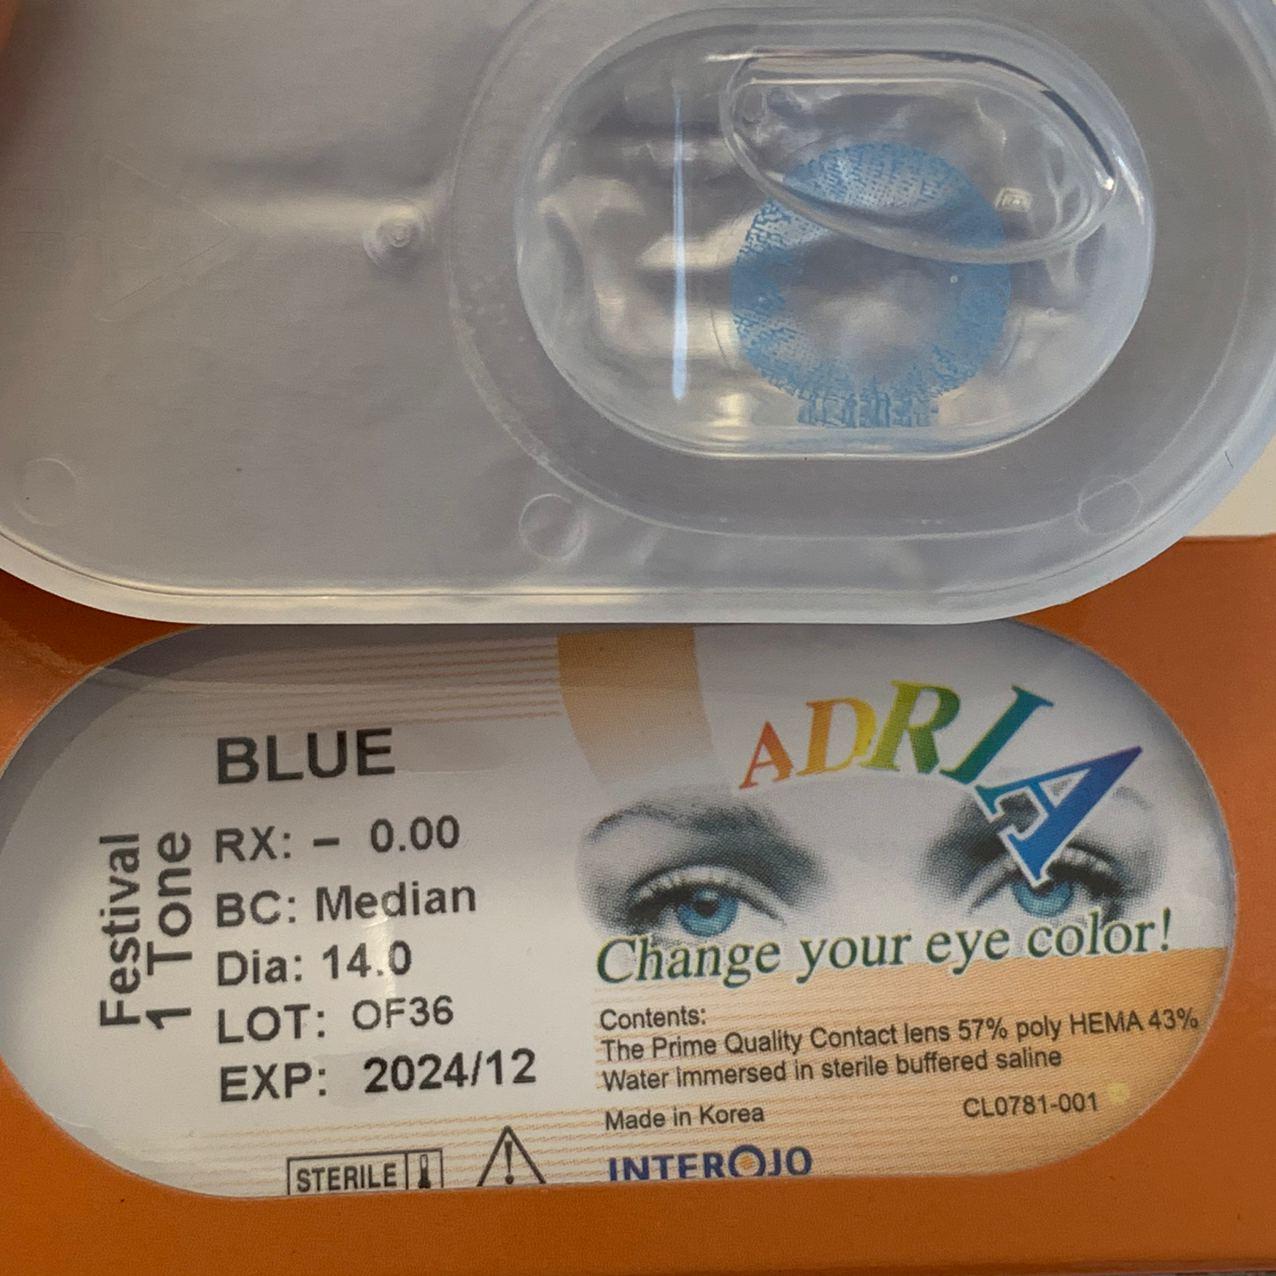 BLUE
RX: – 0.00
BC: Median
Dia: 14.0
LOT: OF36
EXP: 2024/12
Festival
1 Tone
STERILE
ADRIA
Change your eye color!
Contents:
The Prime Quality Contact lens 57% poly HEMA 43%
Water immersed in sterile buffered saline
Made in Korea
CL0781-001
INTEROJO